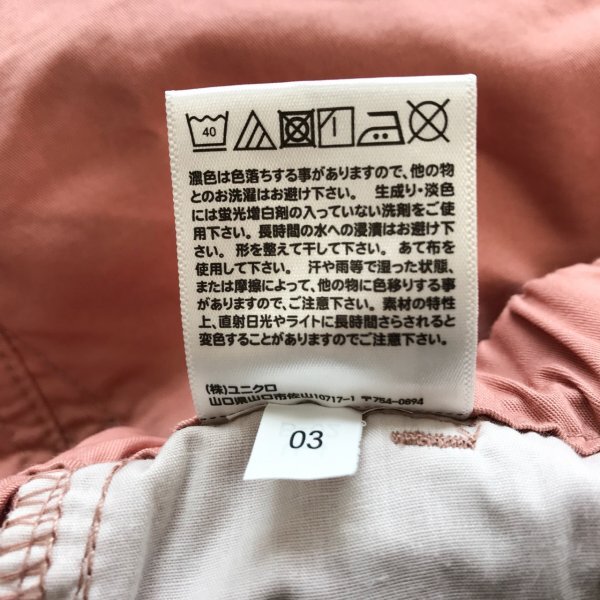 40
濃色は色落ちする事がありますので、他の物
とのお洗濯はお避け下さい。 生成り・淡色
には蛍光増白剤の入っていない洗剤をご使
用下さい。長時間の水への浸漬はお避け下
さい。 形を整えて干して下さい。 あて布を
使用して下さい。 汗や雨等で湿った状態、
または摩擦によって、他の物に色移りする事
がありますので、ご注意下さい。 素材の特性
上、直射日光やライトに長時間さらされると
変色することがありますのでご注意下さい。
(株)ユニクロ
山口県山口市佐山10717-1 〒754-0894
03